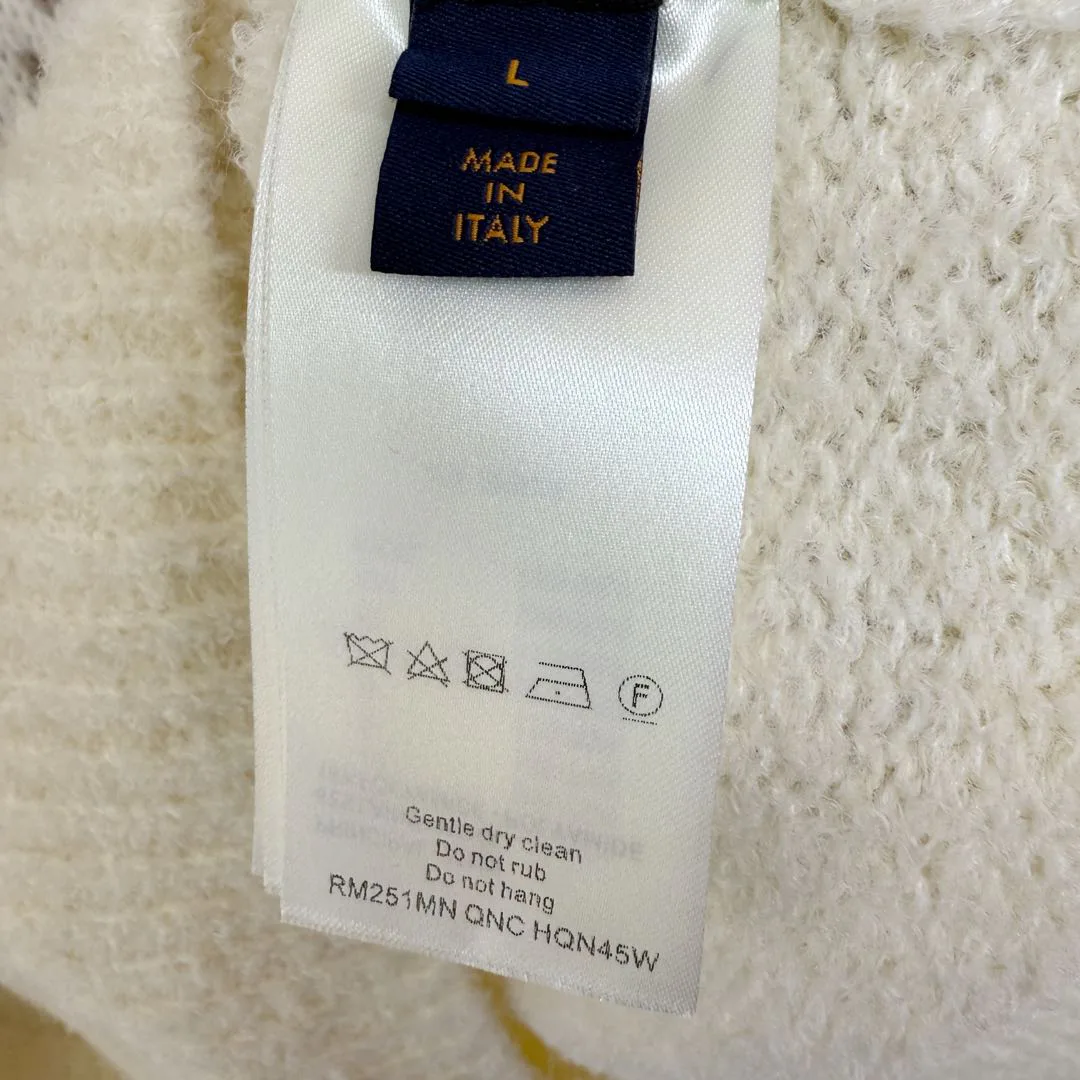 L
MADE
IN
ITALY
F
Gentle dry clean
Do not rub
Do not hang
RM251MN QNC HQN45W